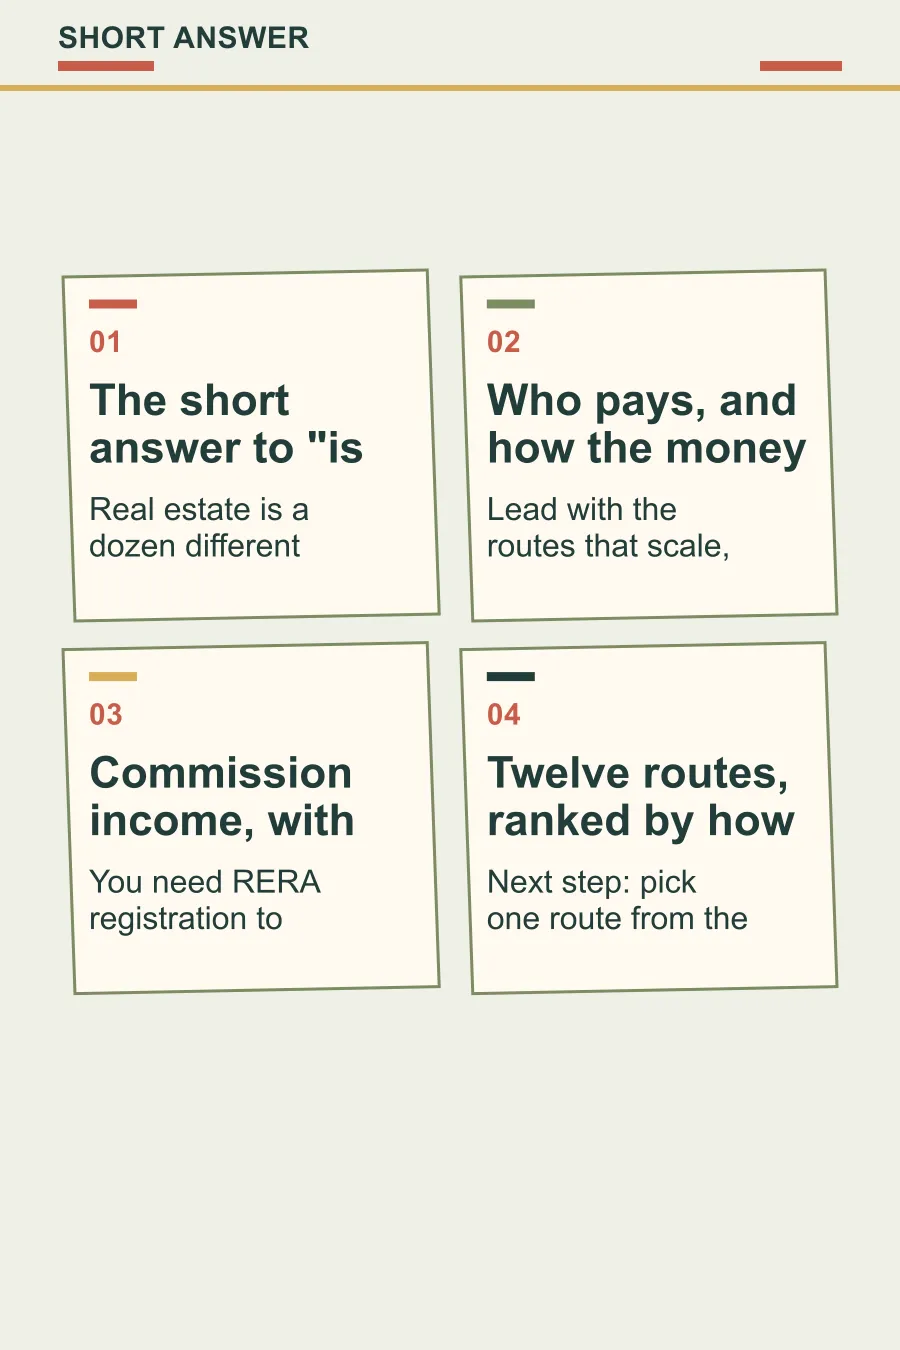 SHORT ANSWER
01
The short
answer to "is
Real estate is a
dozen different
02
Who pays, and
how the money
Lead with the
routes that scale,
03
Commission
income, with
You need RERA
registration to
04
Twelve routes,
ranked by how
Next step: pick
one route from the